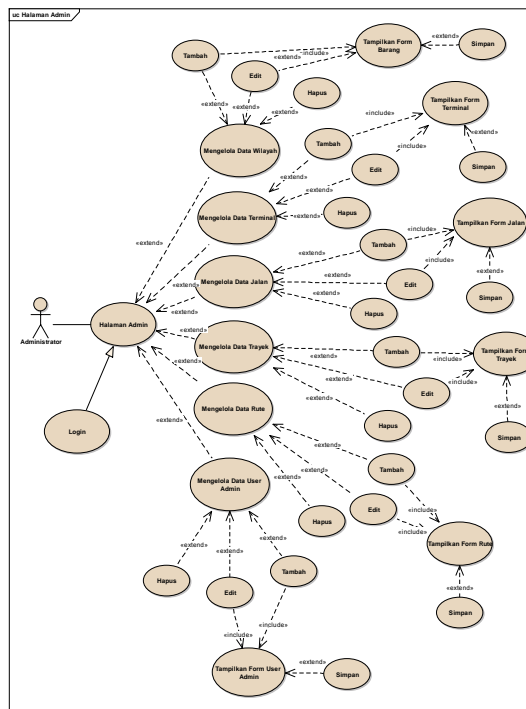 uc Halaman Admin
Tambah
Edit
Hapus
Tampilkan Form
Barang
Simpan
«extend»
«include»
«extend»
«extend»
«extend»
«extend»
Mengelola Data Wilayah
Tambah
Edit
Hapus
Tampilkan Form
Terminal
Simpan
«include»
«include»
«extend»
«extend»
«extend»
«extend»
Mengelola Data Terminal
«extend»
Tambah
Edit
Hapus
Tampilkan Form Jalan
Simpan
«include»
«include»
«extend»
«extend»
«extend»
«extend»
Mengelola Data Jalan
«extend»
«extend»
Administrator
Halaman Admin
Login
«extend»
Mengelola Data Trayek
Tambah
Edit
Hapus
Tampilkan Form
Trayek
Simpan
«extend»
«extend»
«extend»
«include»
«include»
«extend»
«extend»
Mengelola Data Rute
«extend»
Tambah
Edit
Hapus
Tampilkan Form Rute
Simpan
«extend»
«extend»
«extend»
«include»
«include»
«extend»
Mengelola Data User
Admin
«extend»
«extend»
«extend»
Hapus
Edit
Tambah
«include»
«include»
Tampilkan Form User
Admin
«extend»
Simpan